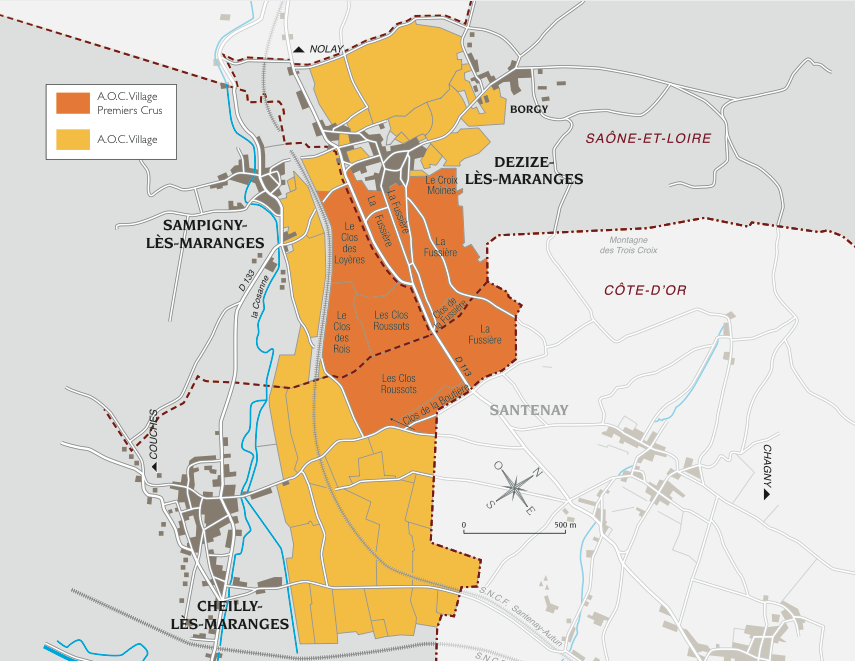 NOLAY
A.O.C. Village
Premiers Crus
A.O.C. Village
BORGY
SAÔNE-ET-LOIRE
DEZIZE-
LÈS-MARANGES
Le Croix
Moines
La Fussière
La Fussière
SAMPIGNY-
LÈS-MARANGES
Le
Clos
des
Loyères
La
Fussière
Montagne
des Trois Croix
CÔTE-D'OR
D 133
la Cosanne
Le
Clos
des
Rois
Les Clos
Roussots
Clos de
la Fussière
La
Fussière
D 113
Les Clos
Roussots
Clos de la Boutière
SANTENAY
COUCHES
CHAGNY
O
N
S
E
0
500 m
CHEILLY-
LÈS-MARANGES
S.N.C.F. Santenay-Autun
S.N.C.F.